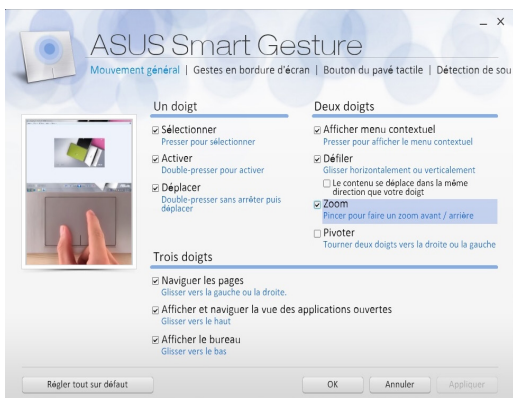 ASUS Smart Gesture
Mouvement général | Gestes en bordure d'écran | Bouton du pavé tactile | Détection de sou
Un doigt
Sélectionner
Presser pour sélectionner
Activer
Double-presser pour activer
Déplacer
Double-presser sans arrêter puis
déplacer
Deux doigts
Afficher menu contextuel
Presser pour afficher le menu contextuel
Défiler
Glisser horizontalement ou verticalement
Le contenu se déplace dans la même
direction que votre doigt
Zoom
Pincer pour faire un zoom avant / arrière
Pivoter
Tourner deux doigts vers la droite ou la gauche
Trois doigts
Naviguer les pages
Glisser vers la gauche ou la droite.
Afficher et naviguer la vue des applications ouvertes
Glisser vers le haut
Afficher le bureau
Glisser vers le bas
Régler tout sur défaut
OK
Annuler
Appliquer